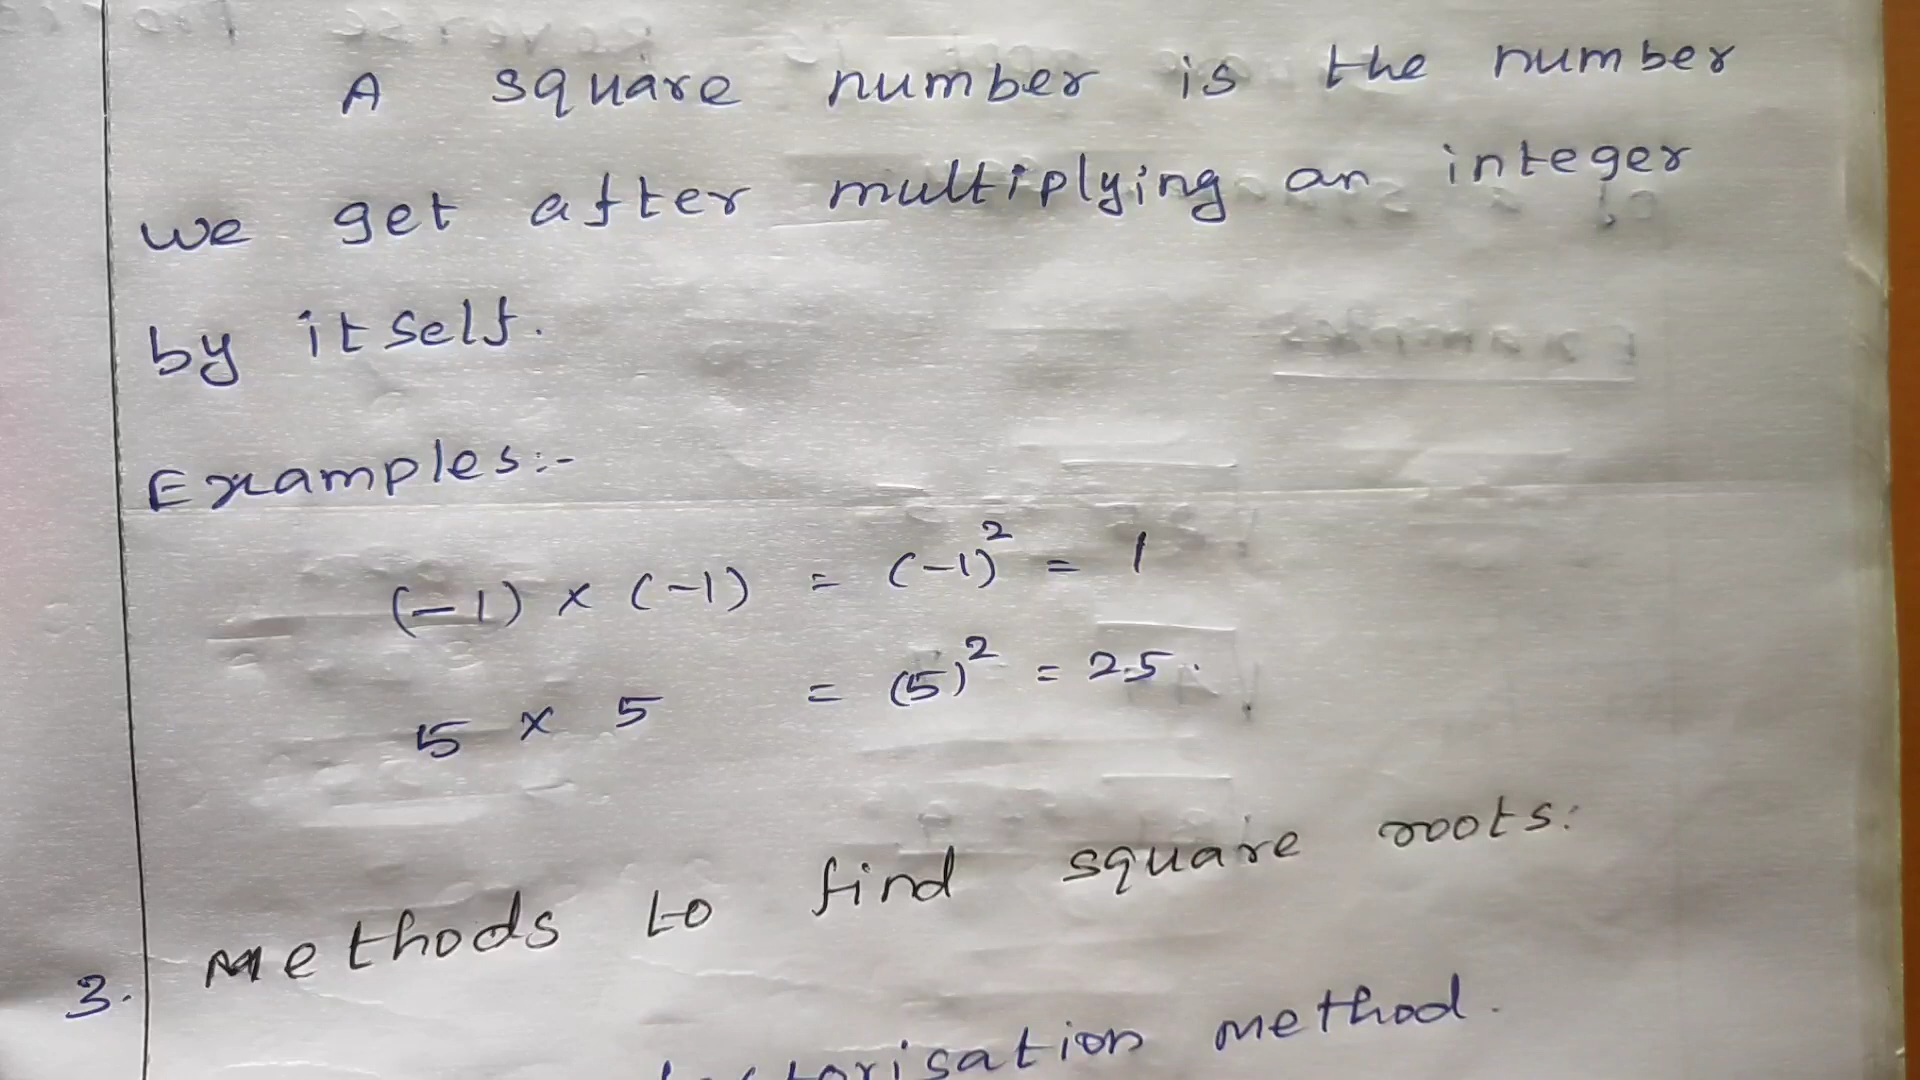 A square number is the number
we get after multiplying an integer
by itself.
Examples:-
(-1) × (-1) = (-1)² = 1
5 × 5 = (5)² = 25.
3. Methods to find square roots:
method.